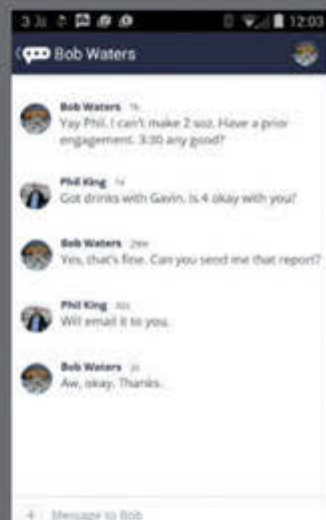 12:03
Bob Waters
Bob Waters 1h
Yay Phil. I can't make 2 soz. Have a prior
engagement. 3:30 any good?
Phil King
Got drinks with Gavin. Is 4 okay with you?
Bob Waters
Yes, that's fine. Can you send me that report?
Phil King
Will email it to you.
Bob Waters
Aw, okay. Thanks.
Message to Bob